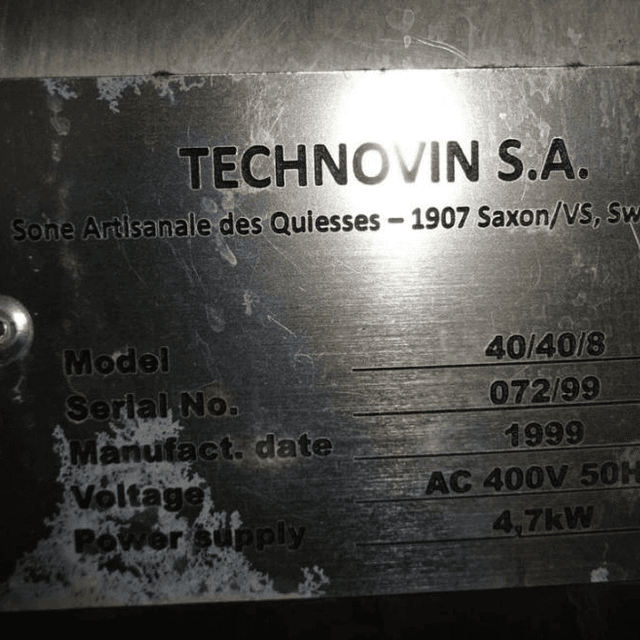 TECHNOVIN S.A.
Sone Artisanale des Quiesses – 1907 Saxon/VS, Sw
Model 40/40/8
Serial No. 072/99
Manufact. date 1999
Voltage AC 400V 50H
Power supply 4,7kW